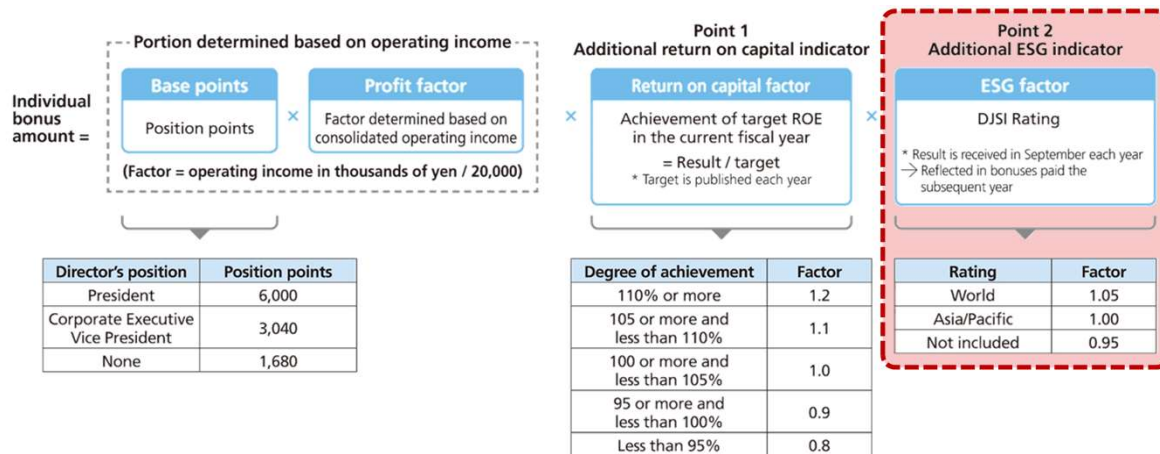 Portion determined based on operating income
Point 1
Additional return on capital indicator
Point 2
Additional ESG indicator
Individual
bonus
amount =
Base points
Position points
×
Profit factor
Factor determined based on
consolidated operating income
(Factor = operating income in thousands of yen / 20,000)
×
Return on capital factor
Achievement of target ROE
in the current fiscal year
= Result / target
* Target is published each year
×
ESG factor
DJSI Rating
* Result is received in September each year
→ Reflected in bonuses paid the
subsequent year
Director's position Position points
President 6,000
Corporate Executive
Vice President 3,040
None 1,680
Degree of achievement Factor
110% or more 1.2
105 or more and
less than 110% 1.1
100 or more and
less than 105% 1.0
95 or more and
less than 100% 0.9
Less than 95% 0.8
Rating Factor
World 1.05
Asia/Pacific 1.00
Not included 0.95